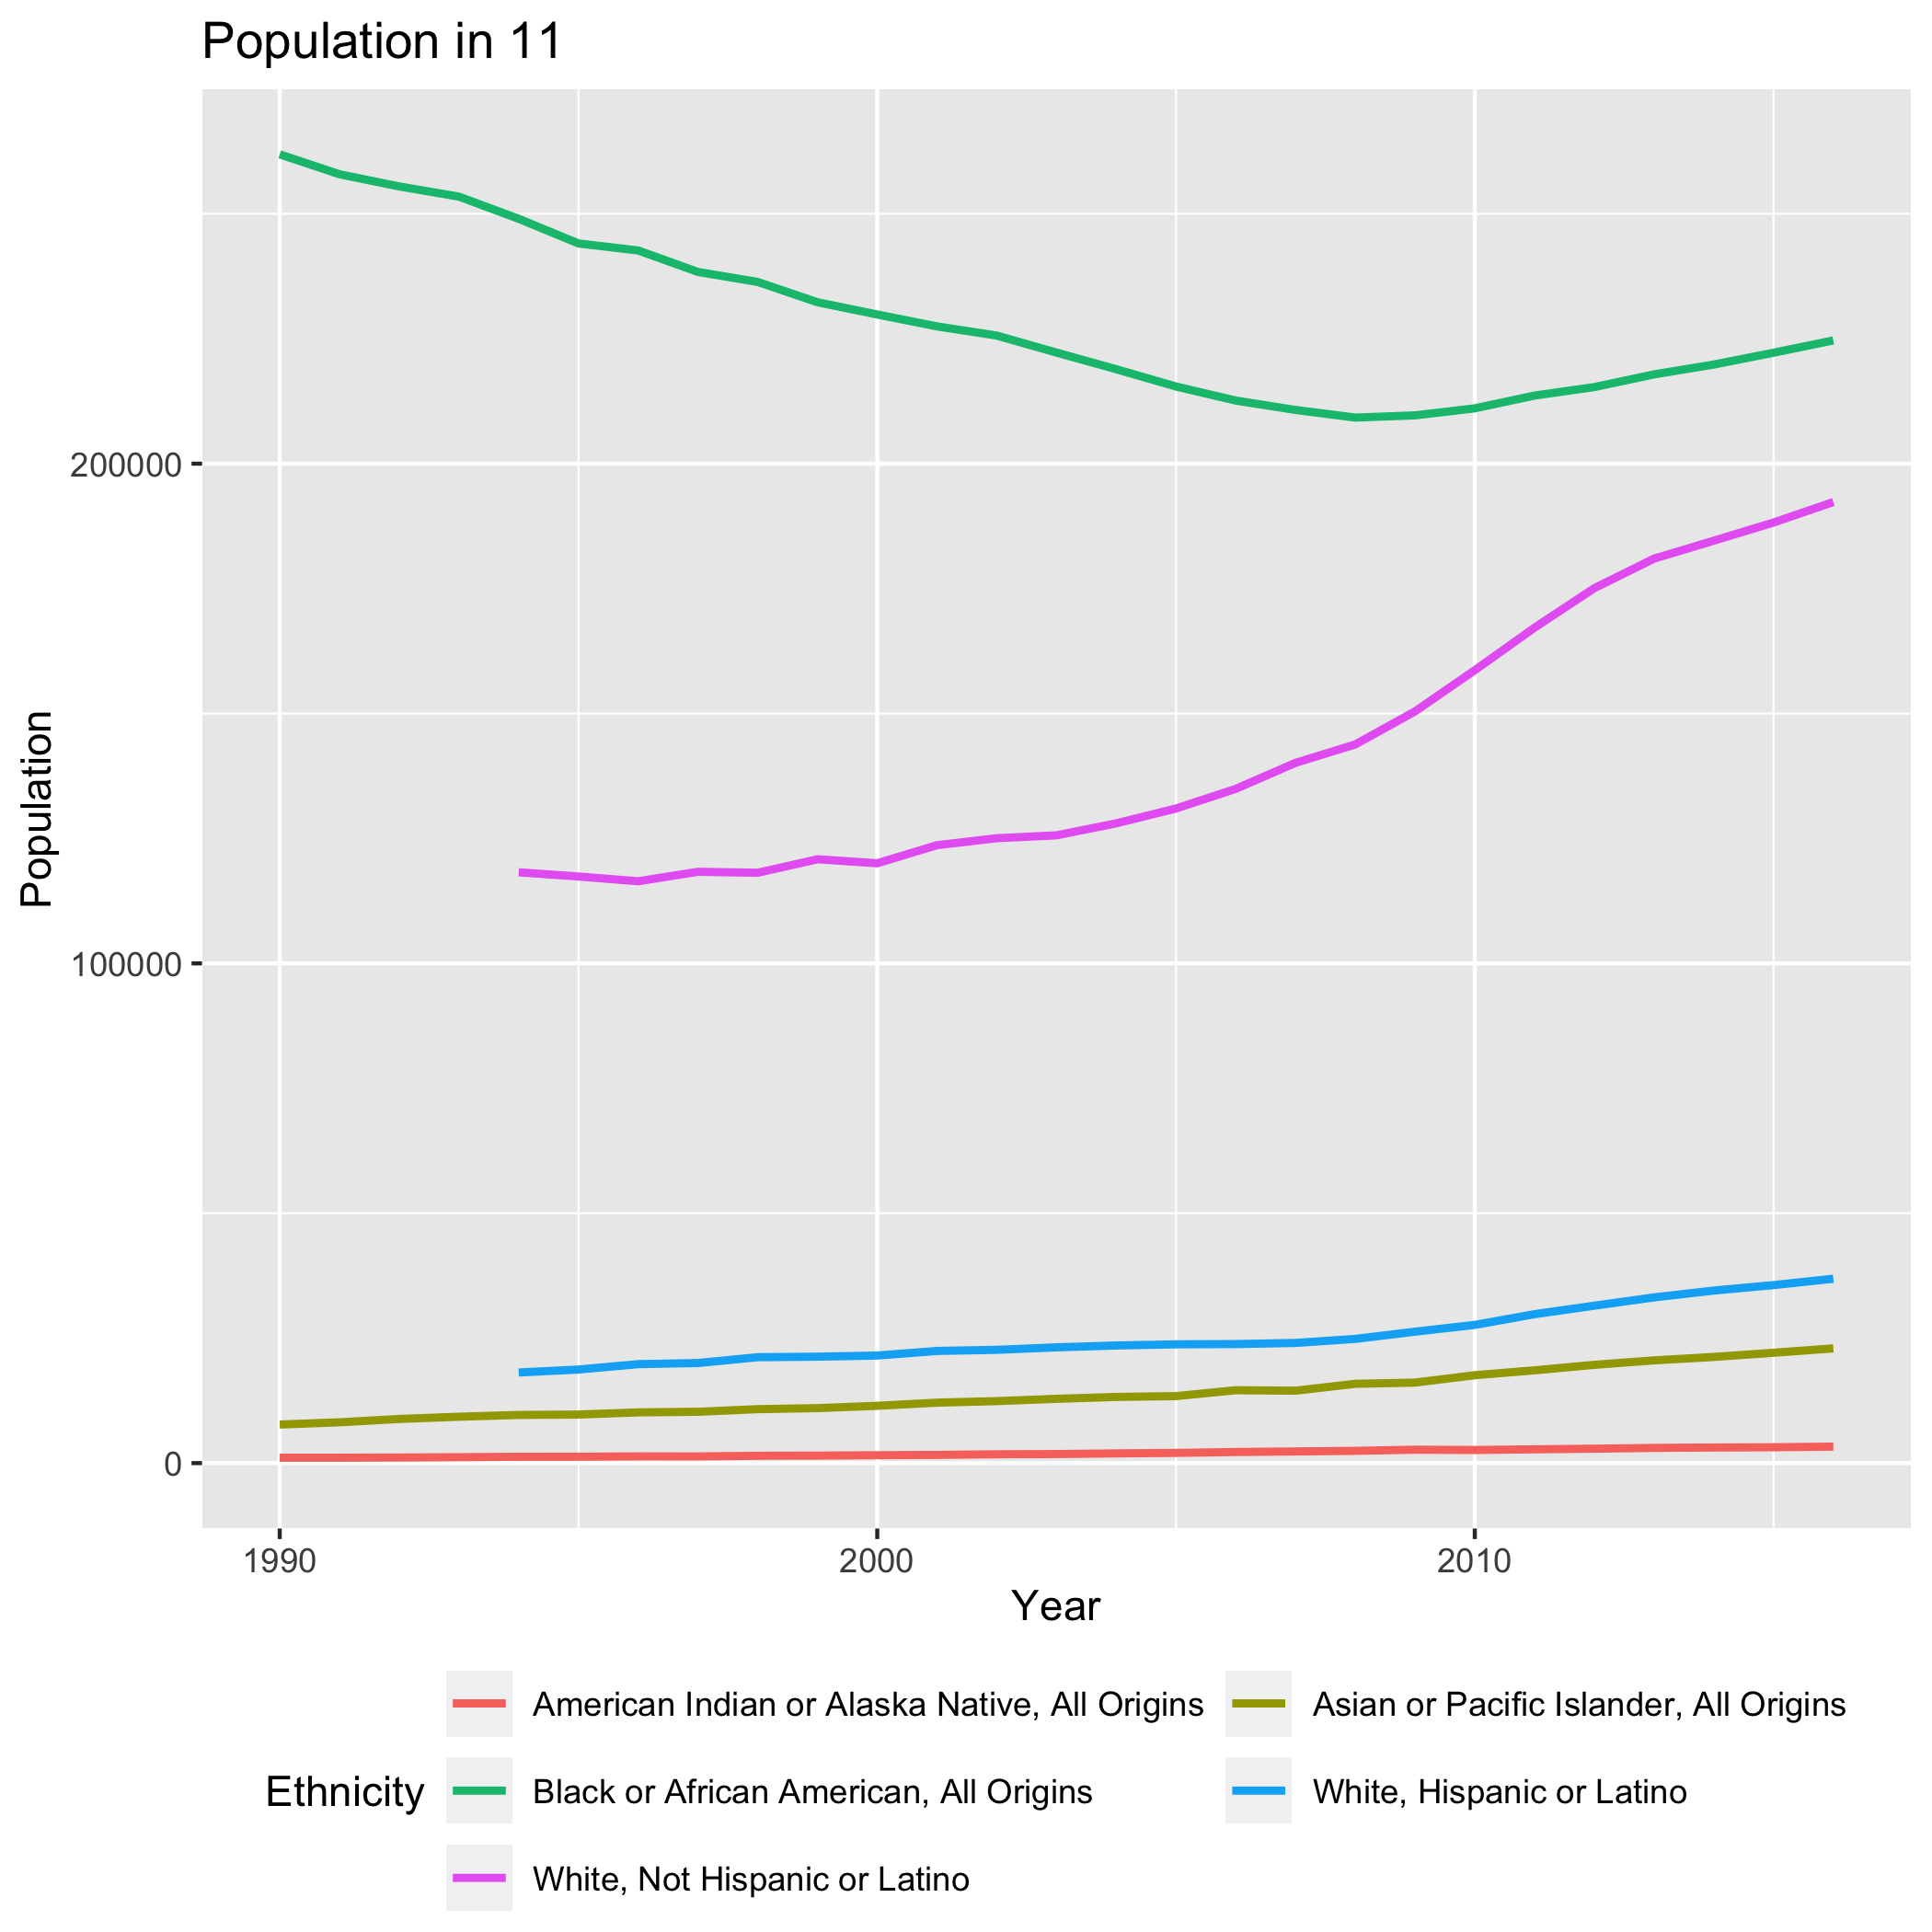 Population in 11
Population
200000
100000
0
1990
2000
2010
Year
Ethnicity
American Indian or Alaska Native, All Origins
Asian or Pacific Islander, All Origins
Black or African American, All Origins
White, Hispanic or Latino
White, Not Hispanic or Latino